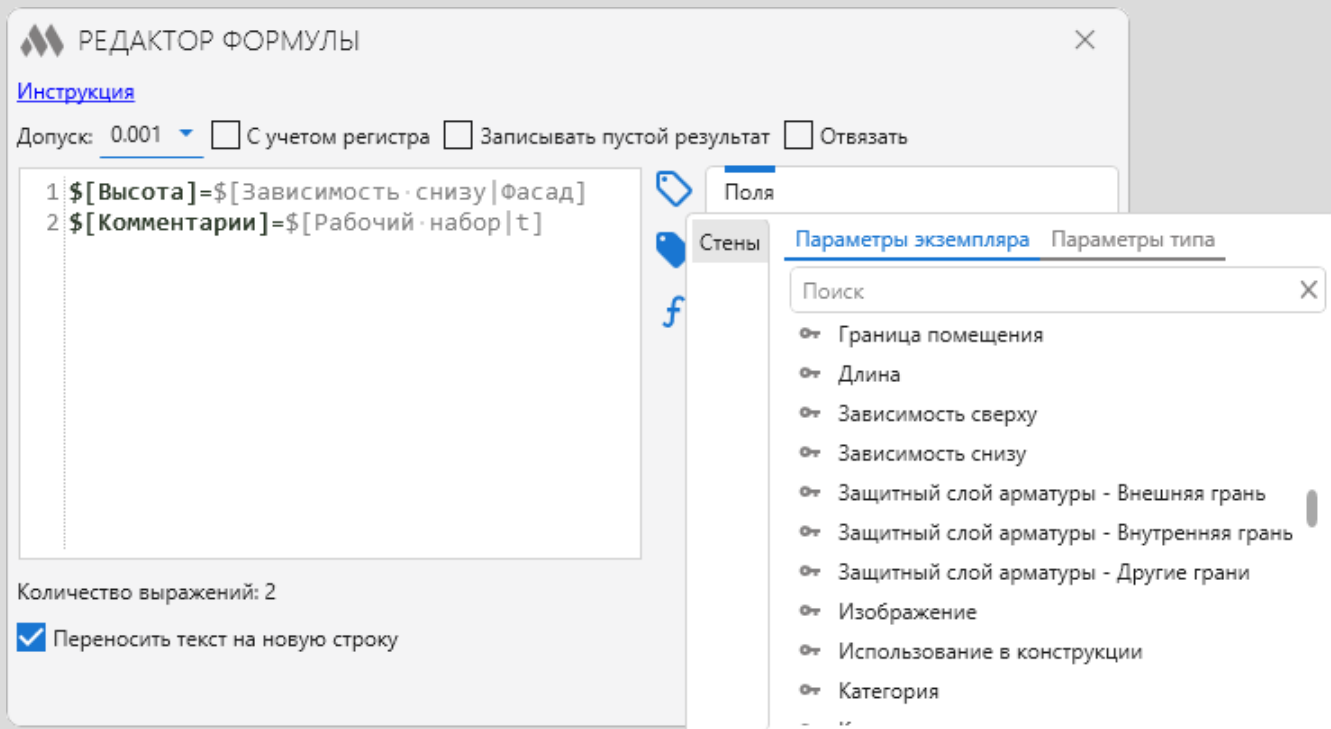 РЕДАКТОР ФОРМУЛЫ
Инструкция
Допуск: 0.001 С учетом регистра Записывать пустой результат Отвязать
1 $[Высота]=$[Зависимость·снизу|Фасад]
2 $[Комментарии]=$[Рабочий·набор|t]
Поля
Стены
Параметры экземпляра Параметры типа
Поиск
Граница помещения
Длина
Зависимость сверху
Зависимость снизу
Защитный слой арматуры - Внешняя грань
Защитный слой арматуры - Внутренняя грань
Защитный слой арматуры - Другие грани
Изображение
Использование в конструкции
Категория
Количество выражений: 2
Переносить текст на новую строку